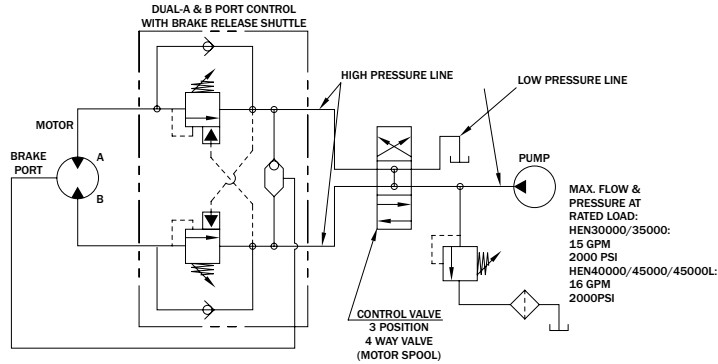 DUAL-A & B PORT CONTROL
WITH BRAKE RELEASE SHUTTLE
HIGH PRESSURE LINE
LOW PRESSURE LINE
MOTOR
BRAKE
PORT
A
B
PUMP
MAX. FLOW &
PRESSURE AT
RATED LOAD:
HEN30000/35000:
15 GPM
2000 PSI
HEN40000/45000/45000L:
16 GPM
2000PSI
CONTROL VALVE
3 POSITION
4 WAY VALVE
(MOTOR SPOOL)